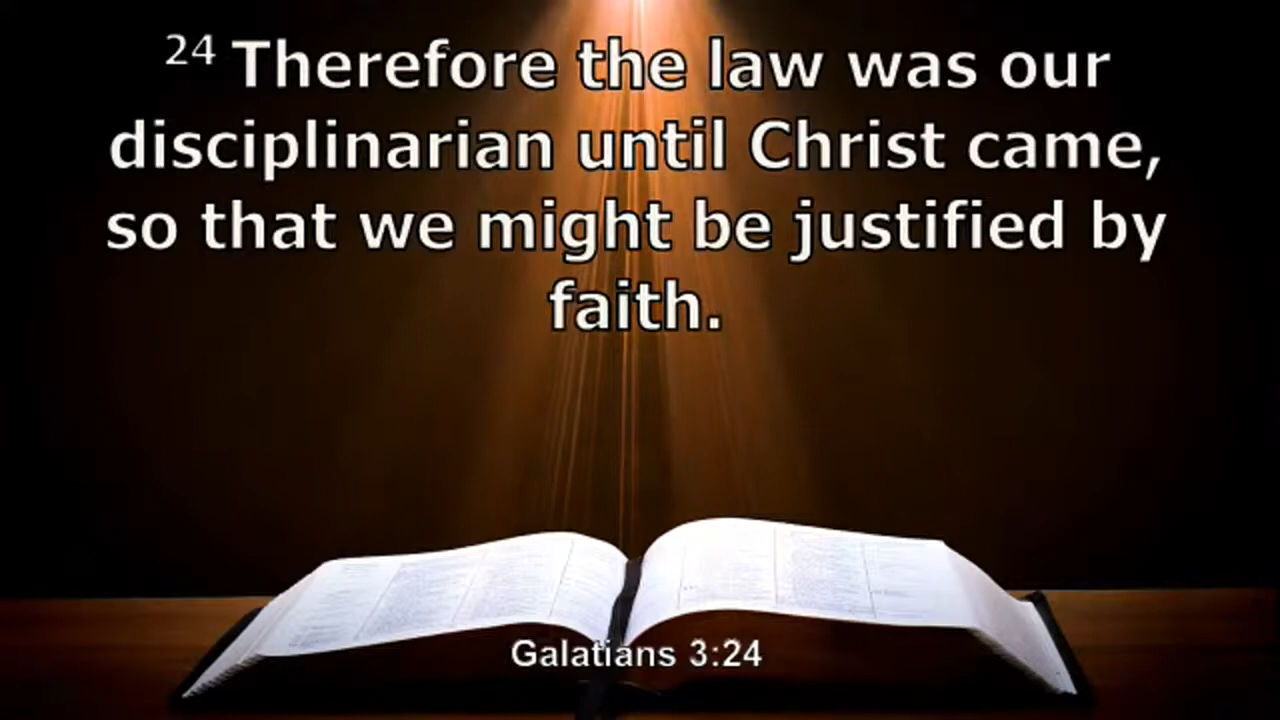 24 Therefore the law was our
disciplinarian until Christ came,
so that we might be justified by
faith.
Galatians 3:24